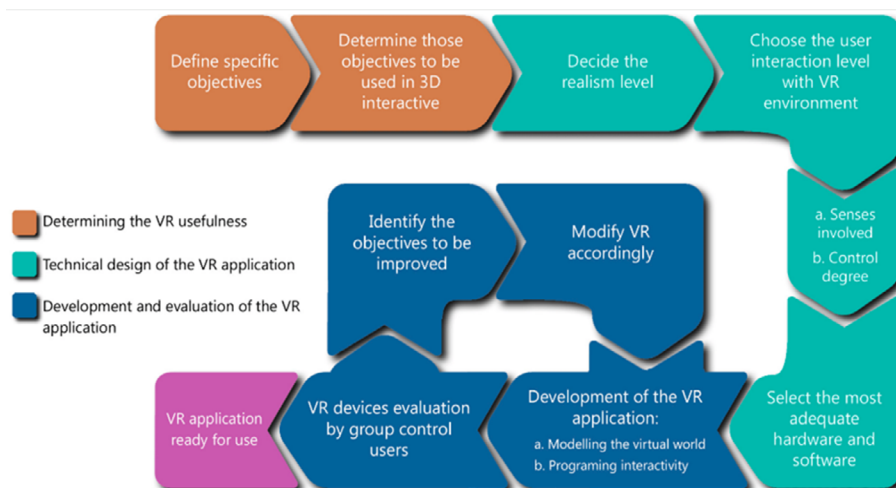 Define specific
objectives
Determine those
objectives to be
used in 3D
interactive
Decide the
realism level
Choose the user
interaction level
with VR
environment
a. Senses
involved
b. Control
degree
Select the most
adequate
hardware and
software
Development of the VR
application:
a. Modelling the virtual world
b. Programing interactivity
VR devices evaluation
by group control
users
Identify the
objectives to be
improved
Modify VR
accordingly
VR application
ready for use
Determining the VR usefulness
Technical design of the VR application
Development and evaluation of the VR
application